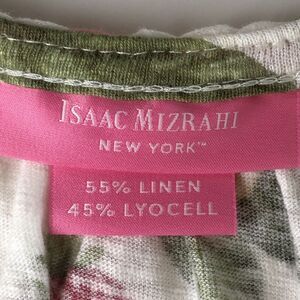 ISAAC MIZRAHI
NEW YORK™
55% LINEN
45% LYOCELL